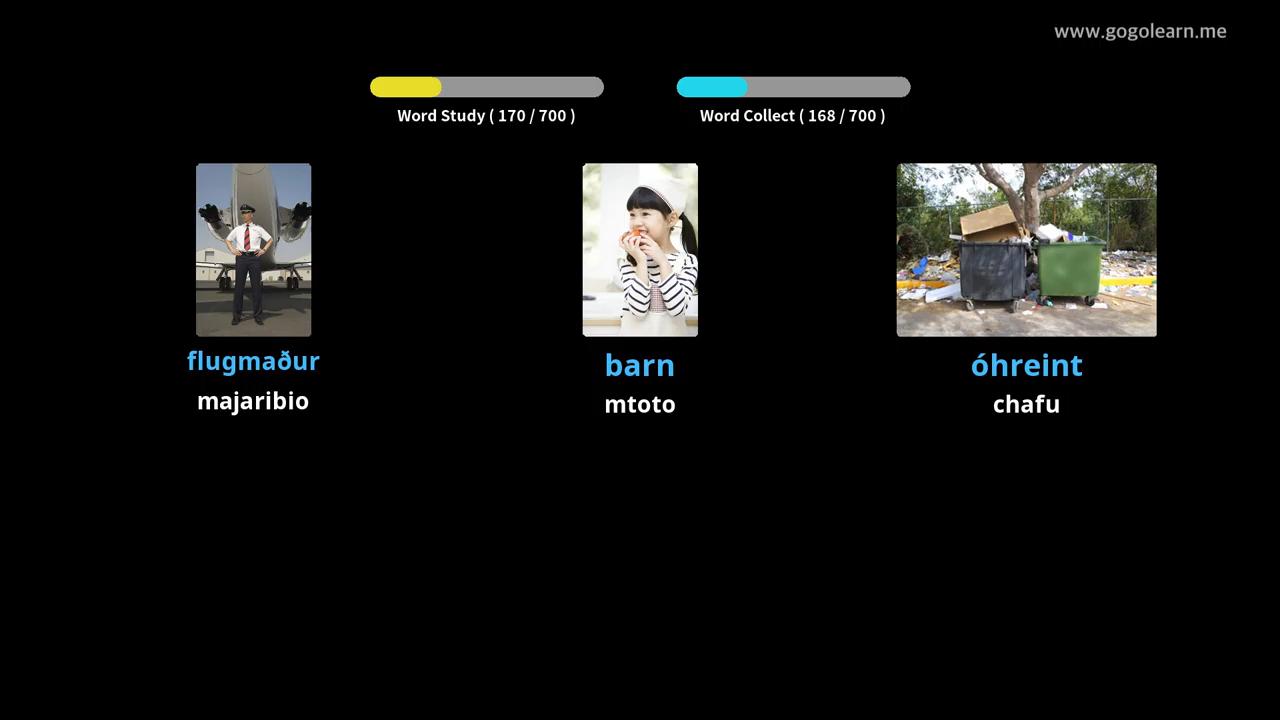 www.gogolearn.me
Word Study ( 170 / 700 )
Word Collect ( 168 / 700 )
flugmaður
majaribio
barn
mtoto
óhreint
chafu